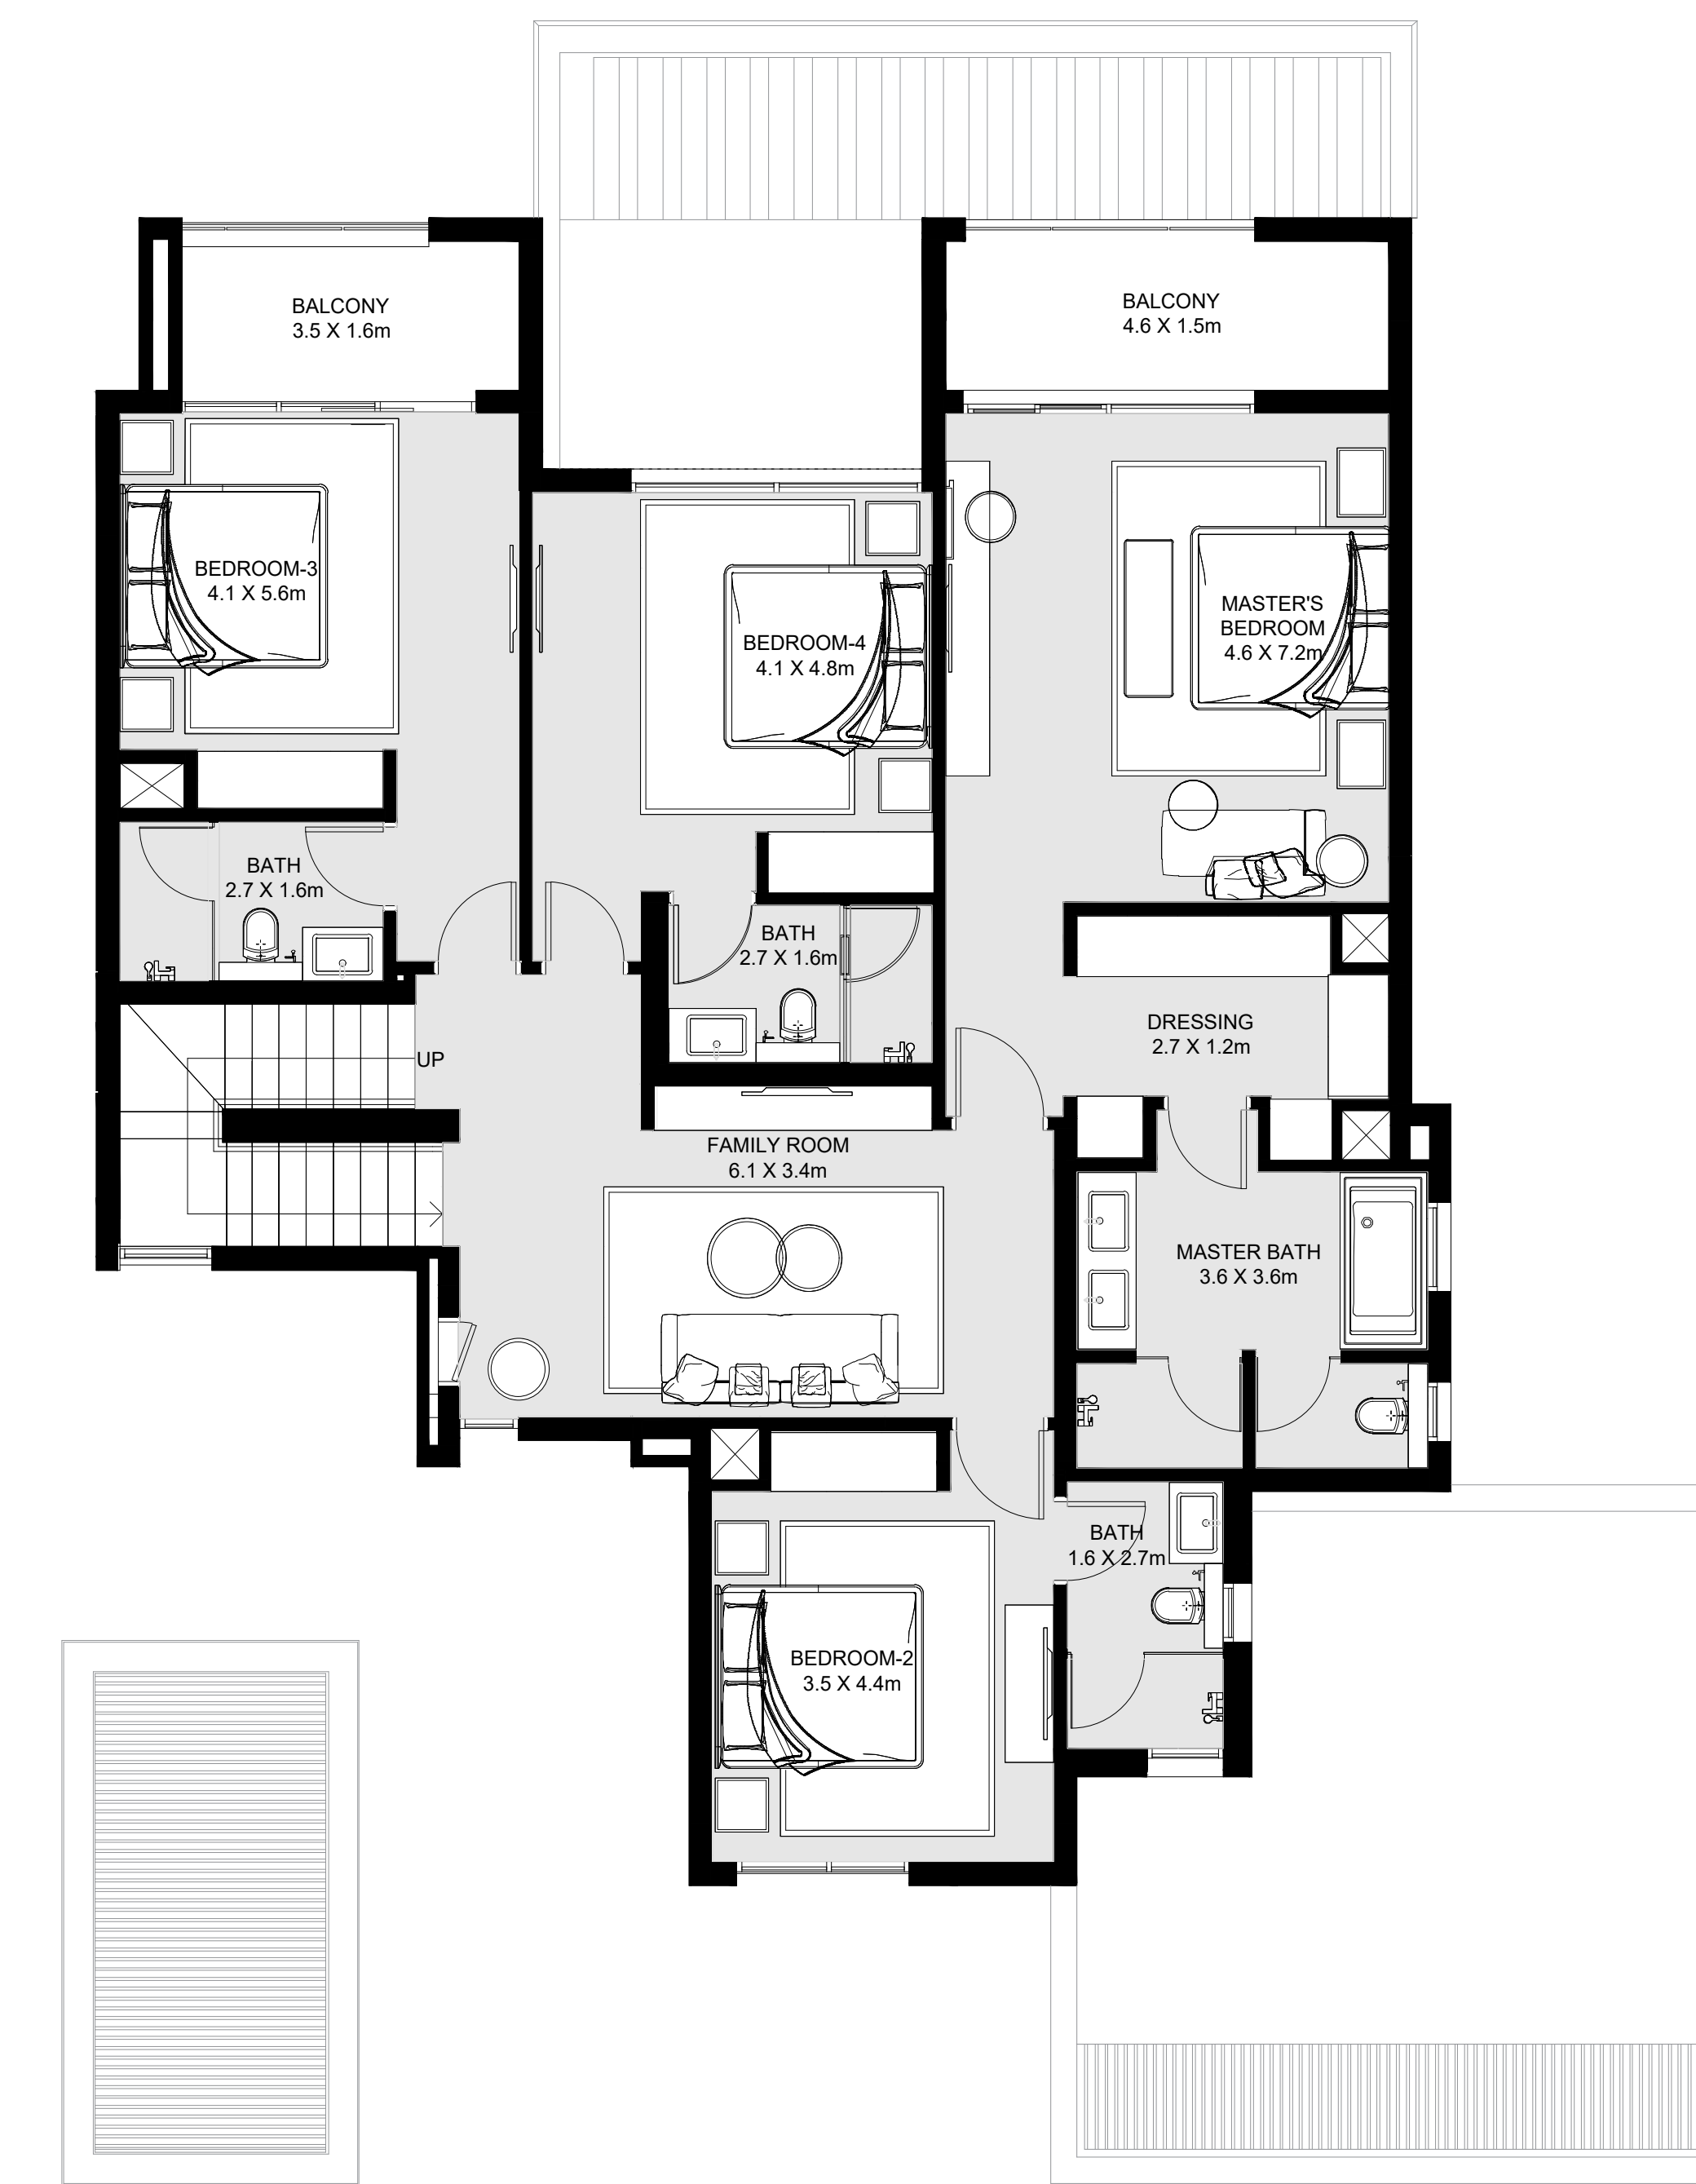 BALCONY
3.5 X 1.6m
BALCONY
4.6 X 1.5m
BEDROOM-3
4.1 X 5.6m
BEDROOM-4
4.1 X 4.8m
MASTER'S
BEDROOM
4.6 X 7.2m
BATH
2.7 X 1.6m
BATH
2.7 X 1.6m
DRESSING
2.7 X 1.2m
UP
FAMILY ROOM
6.1 X 3.4m
MASTER BATH
3.6 X 3.6m
BATH
1.6 X 2.7m
BEDROOM-2
3.5 X 4.4m